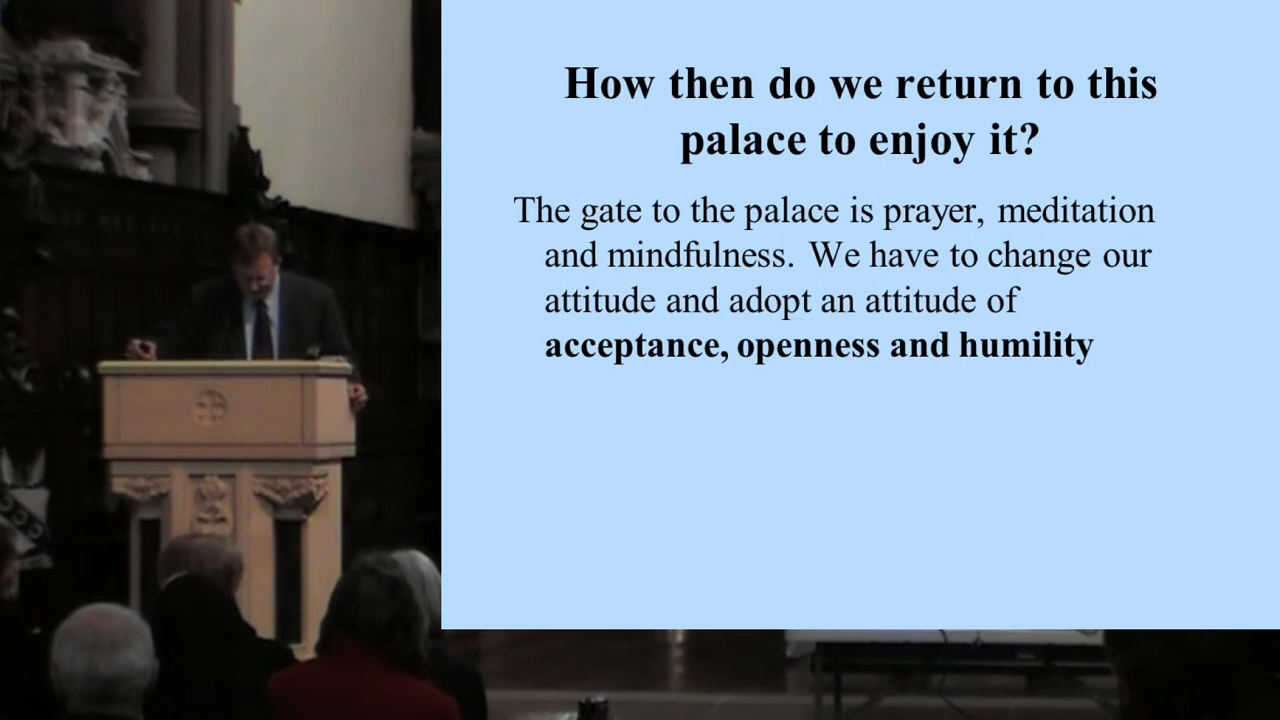 How then do we return to this
palace to enjoy it?
The gate to the palace is prayer, meditation
and mindfulness. We have to change our
attitude and adopt an attitude of
acceptance, openness and humility